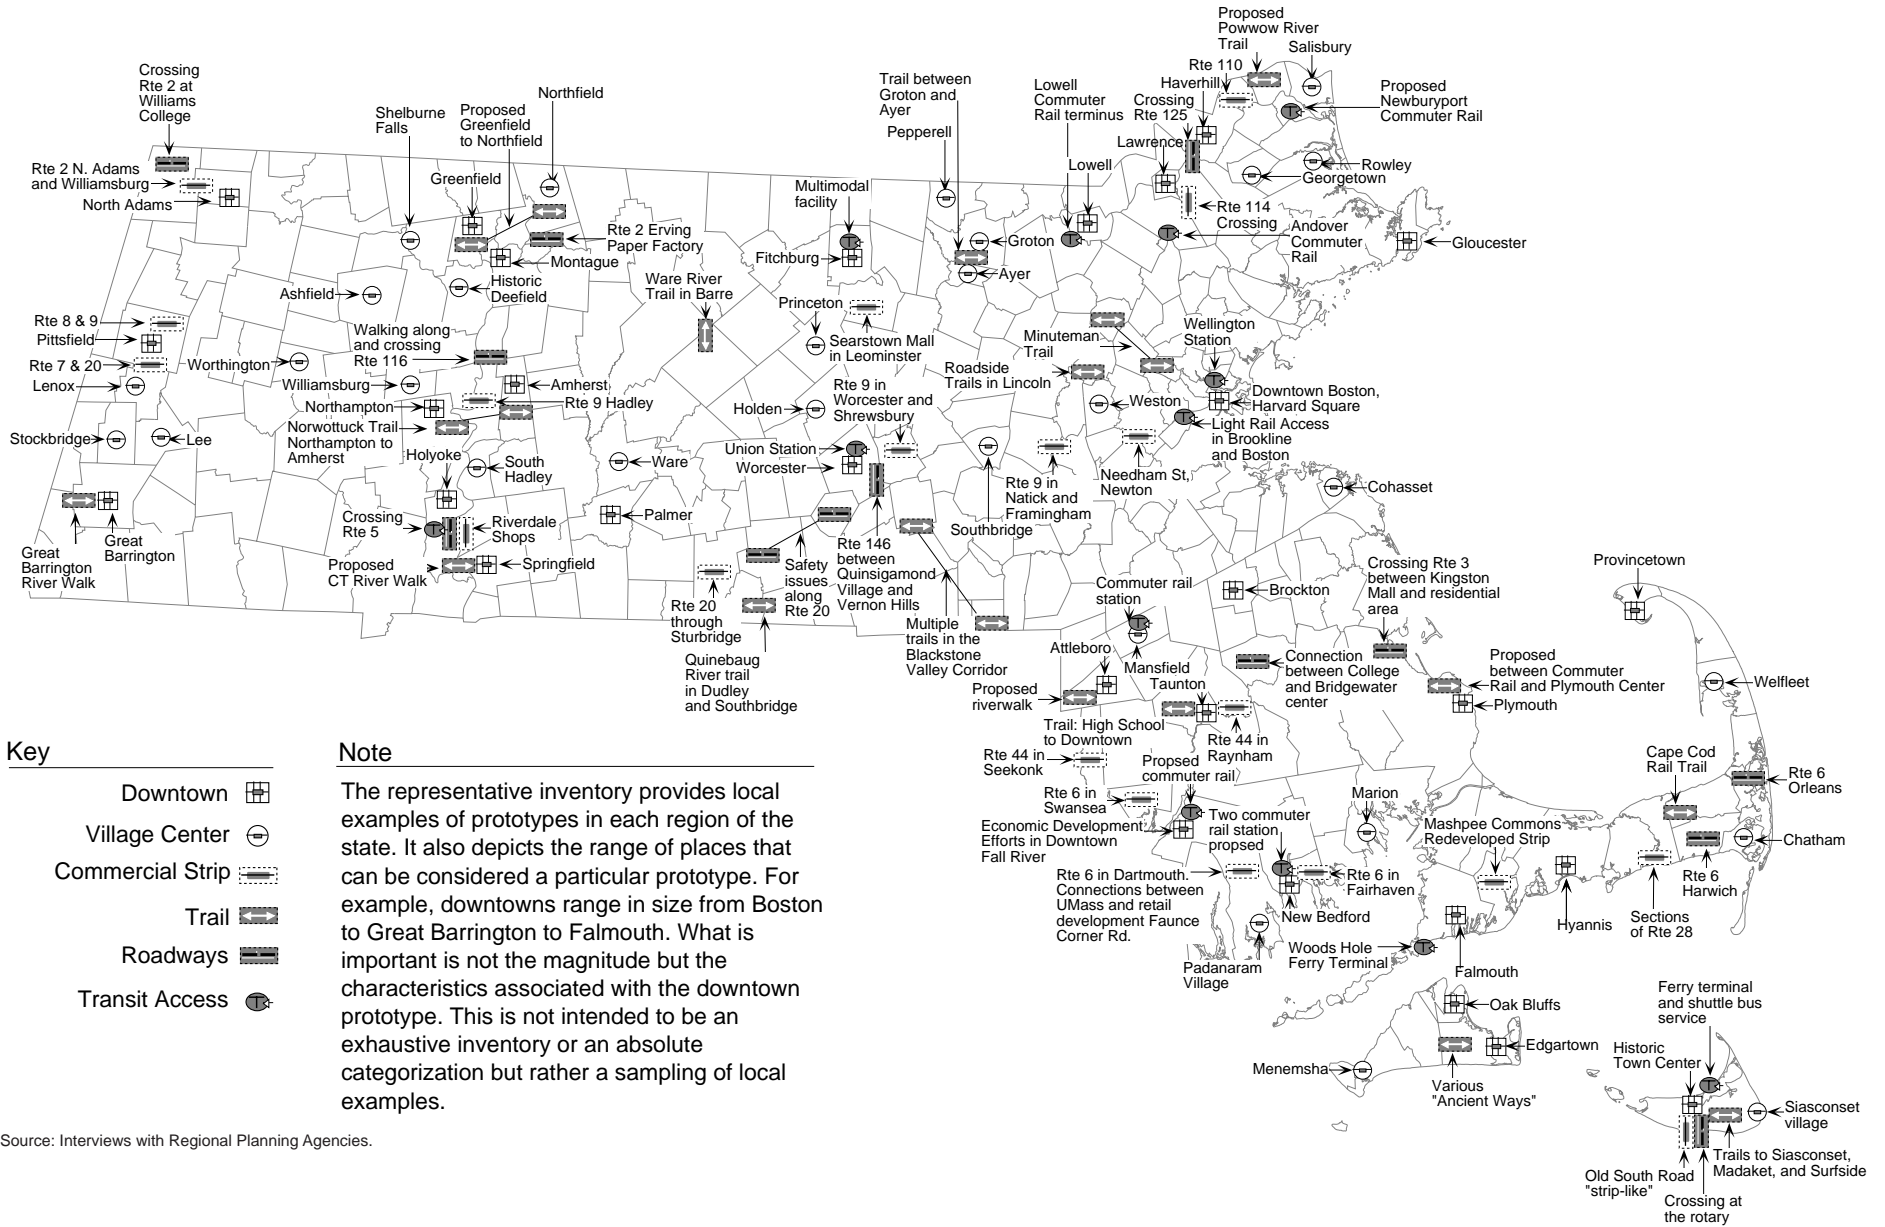 Proposed
Powwow River
Trail
Salisbury
Rte 110
Haverhill
Crossing
Rte 125
Lawrence
Proposed
Newburyport
Commuter Rail
Rowley
Georgetown
Rte 114
Crossing
Andover
Commuter
Rail
Gloucester
Lowell
Commuter
Rail terminus
Lowell
Trail between
Groton and
Ayer
Pepperell
Groton
Ayer
Multimodal
facility
Fitchburg
Crossing
Rte 2 at
Williams
College
Rte 2 N. Adams
and Williamsburg
North Adams
Shelburne
Falls
Proposed
Greenfield
to Northfield
Northfield
Greenfield
Rte 2 Erving
Paper Factory
Montague
Historic
Deefield
Ashfield
Ware River
Trail in Barre
Princeton
Searstown Mall
in Leominster
Rte 8 & 9
Pittsfield
Rte 7 & 20
Lenox
Worthington
Walking along
and crossing
Rte 116
Williamsburg
Amherst
Northampton
Rte 9 Hadley
Norwottuck Trail
Northampton to
Amherst
Stockbridge
Lee
Holyoke
South
Hadley
Ware
Palmer
Great
Barrington
River Walk
Great
Barrington
Crossing
Rte 5
Riverdale
Shops
Proposed
CT River Walk
Springfield
Holden
Rte 9 in
Worcester and
Shrewsbury
Union Station
Worcester
Roadside
Trails in Lincoln
Minuteman
Trail
Wellington
Station
Weston
Downtown Boston,
Harvard Square
Light Rail Access
in Brookline
and Boston
Needham St,
Newton
Rte 9 in
Natick and
Framingham
Southbridge
Cohasset
Rte 20
through
Sturbridge
Safety
issues
along
Rte 20
Rte 146
between
Quinsigamond
Village and
Vernon Hills
Quinebaug
River trail
in Dudley
and Southbridge
Multiple
trails in the
Blackstone
Valley Corridor
Commuter rail
station
Brockton
Crossing Rte 3
between Kingston
Mall and residential
area
Provincetown
Attleboro
Mansfield
Taunton
Proposed
riverwalk
Connection
between College
and Bridgewater
center
Proposed
between Commuter
Rail and Plymouth Center
Plymouth
Welfleet
Trail: High School
to Downtown
Rte 44 in
Raynham
Rte 44 in
Seekonk
Propsed
commuter rail
Rte 6 in
Swansea
Economic Development
Efforts in Downtown
Fall River
Two commuter
rail station
propsed
Marion
Mashpee Commons
Redeveloped Strip
Cape Cod
Rail Trail
Rte 6
Orleans
Chatham
Rte 6
Harwich
Rte 6 in Dartmouth.
Connections between
UMass and retail
development Faunce
Corner Rd.
Rte 6 in
Fairhaven
New Bedford
Hyannis
Sections
of Rte 28
Padanaram
Village
Woods Hole
Ferry Terminal
Falmouth
Oak Bluffs
Edgartown
Menemsha
Various
"Ancient Ways"
Ferry terminal
and shuttle bus
service
Historic
Town Center
Siasconset
village
Trails to Siasconset,
Madaket, and Surfside
Old South Road
"strip-like"
Crossing at
the rotary
Key
Downtown
Village Center
Commercial Strip
Trail
Roadways
Transit Access
Note
The representative inventory provides local
examples of prototypes in each region of the
state. It also depicts the range of places that
can be considered a particular prototype. For
example, downtowns range in size from Boston
to Great Barrington to Falmouth. What is
important is not the magnitude but the
characteristics associated with the downtown
prototype. This is not intended to be an
exhaustive inventory or an absolute
categorization but rather a sampling of local
examples.
Source: Interviews with Regional Planning Agencies.